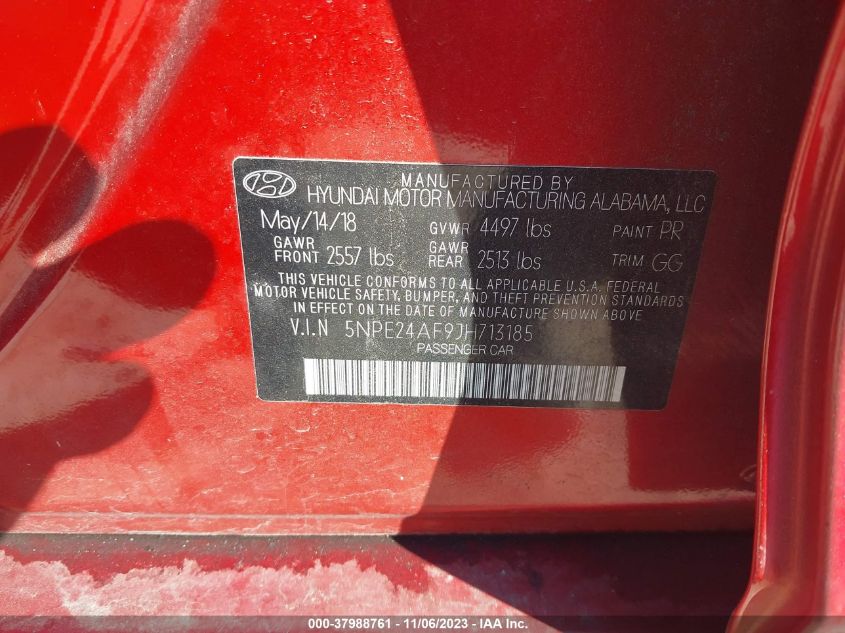 MANUFACTURED BY
HYUNDAI MOTOR MANUFACTURING ALABAMA, LLC
May/14/18 GVWR 4497 lbs PAINT PR
GAWR FRONT 2557 lbs GAWR REAR 2513 lbs TRIM GG
THIS VEHICLE CONFORMS TO ALL APPLICABLE U.S.A. FEDERAL
MOTOR VEHICLE SAFETY, BUMPER, AND THEFT PREVENTION STANDARDS
IN EFFECT ON THE DATE OF MANUFACTURE SHOWN ABOVE.
V.I.N 5NPE24AF9JH713185
PASSENGER CAR
000-37988761 - 11/06/2023 - IAA Inc.